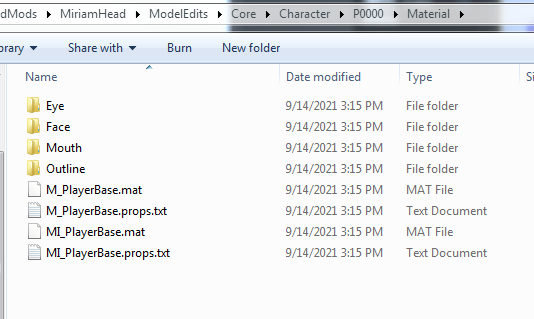 dMods MiriamHead ModelEdits Core Character P0000 Material
brary Share with Burn New folder
Name Date modified Type Si
Eye 9/14/2021 3:15 PM File folder
Face 9/14/2021 3:15 PM File folder
Mouth 9/14/2021 3:15 PM File folder
Outline 9/14/2021 3:15 PM File folder
M_PlayerBase.mat 9/14/2021 3:15 PM MAT File
M_PlayerBase.props.txt 9/14/2021 3:15 PM Text Document
MI_PlayerBase.mat 9/14/2021 3:15 PM MAT File
MI_PlayerBase.props.txt 9/14/2021 3:15 PM Text Document